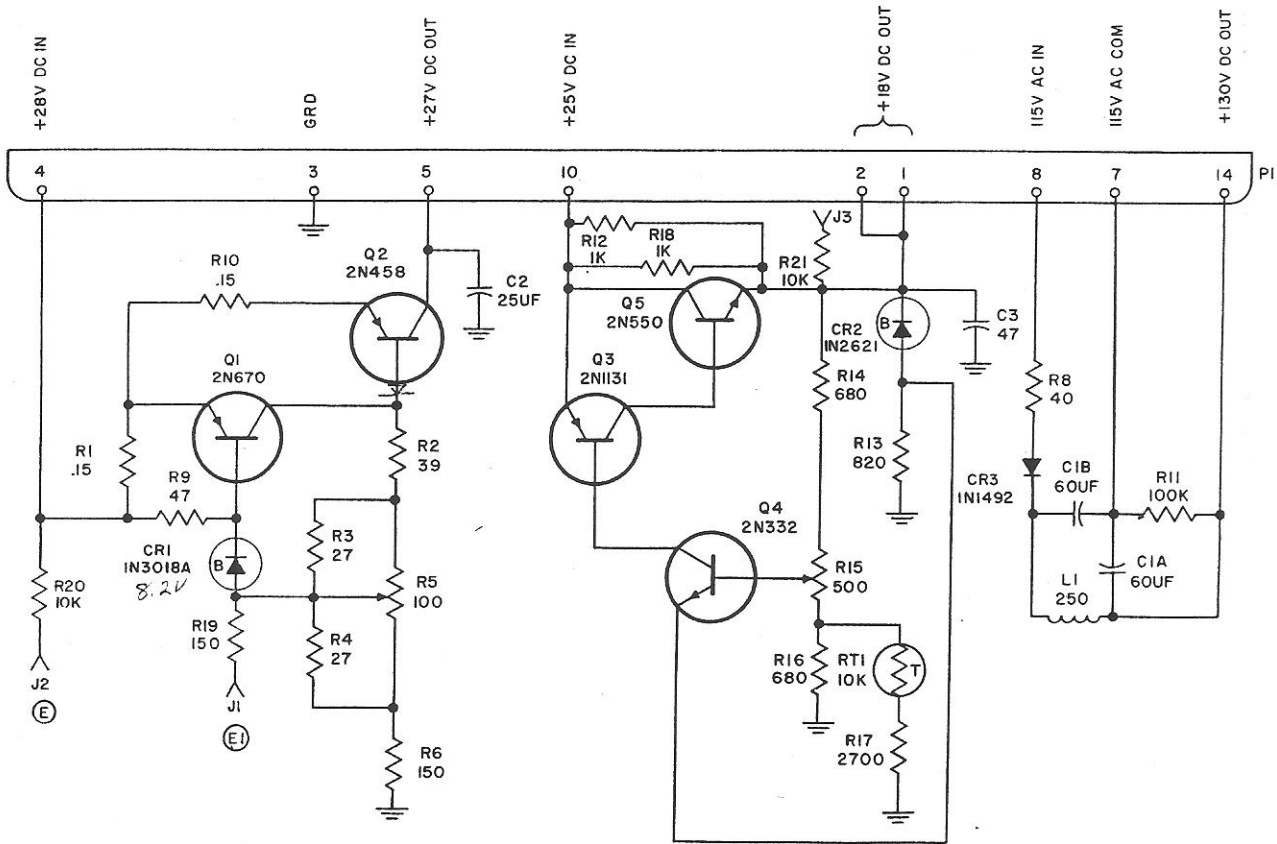 +28V DC IN
GRD
+27V DC OUT
+25V DC IN
+18V DC OUT
115V AC IN
115V AC COM
+130V DC OUT
4
3
5
10
2
1
8
7
14
P1
J3
R12
1K
R18
1K
R21
10K
R10
.15
Q2
2N458
C2
25UF
Q5
2N550
CR2
1N2621
B
C3
47
Q1
2N670
Q3
2N1131
R14
680
R8
40
R1
.15
R2
39
R13
820
R9
47
CR3
1N1492
C1B
60UF
R11
100K
Q4
2N332
CR1
1N3018A
8.2V
B
R3
27
R20
10K
R5
100
R15
500
L1
250
C1A
60UF
R19
150
R4
27
R16
680
RT1
10K
T
J2
E
J1
E1
R6
150
R17
2700